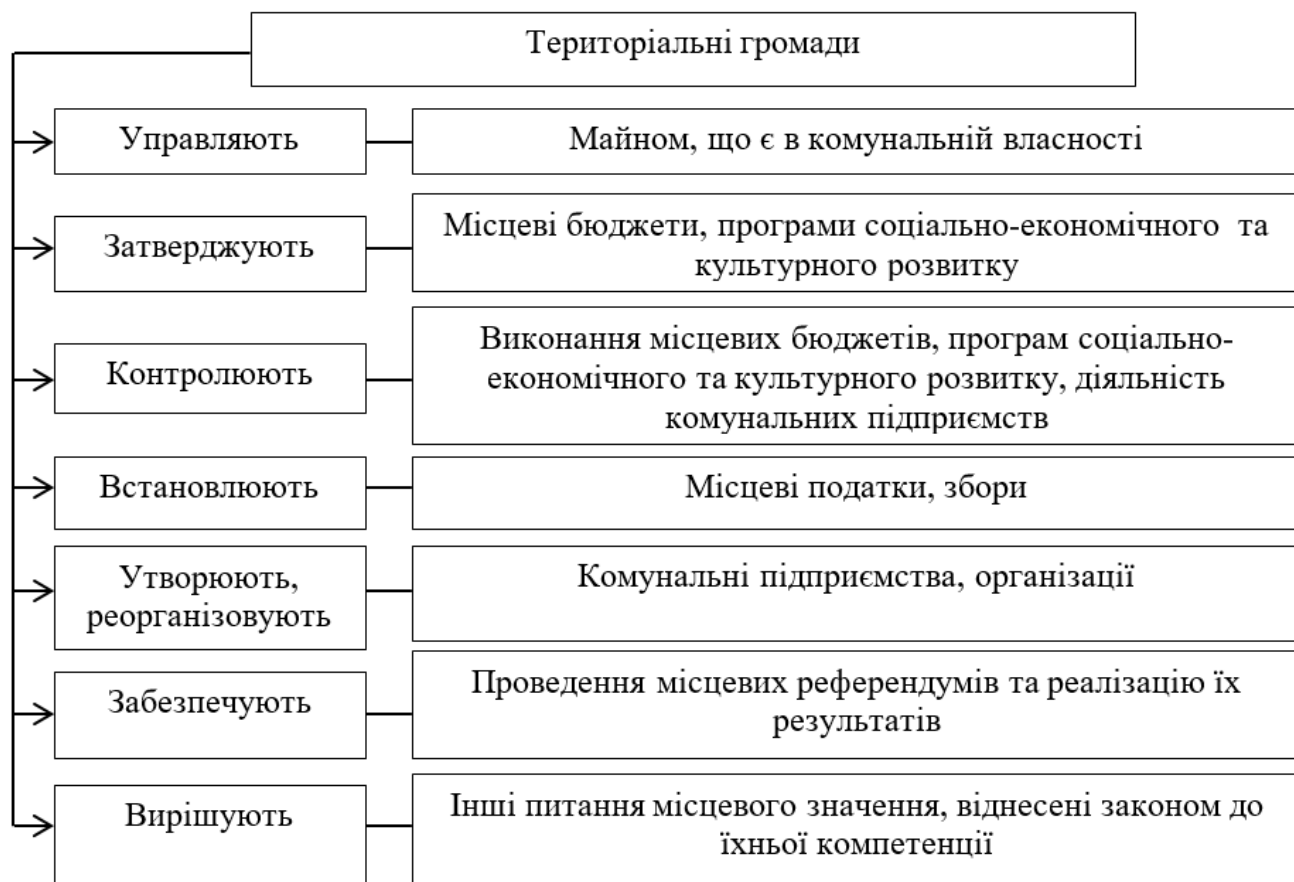 Територіальні громади
Управляють
Майном, що є в комунальній власності
Затверджують
Місцеві бюджети, програми соціально-економічного та
культурного розвитку
Контролюють
Виконання місцевих бюджетів, програм соціально-
економічного та культурного розвитку, діяльність
комунальних підприємств
Встановлюють
Місцеві податки, збори
Утворюють,
реорганізовують
Комунальні підприємства, організації
Забезпечують
Проведення місцевих референдумів та реалізацію їх
результатів
Вирішують
Інші питання місцевого значення, віднесені законом до
їхньої компетенції